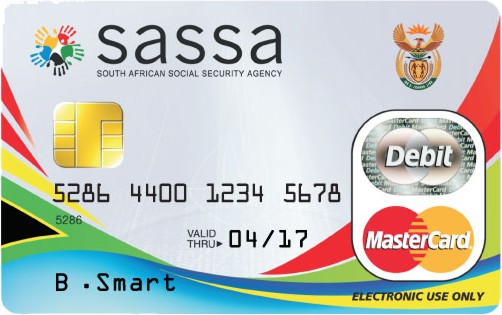 sassa
SOUTH AFRICAN SOCIAL SECURITY AGENCY
Debit
5286 4400 1234 5678
5286
VALID
THRU▸ 04/17
MasterCard
B .Smart
ELECTRONIC USE ONLY